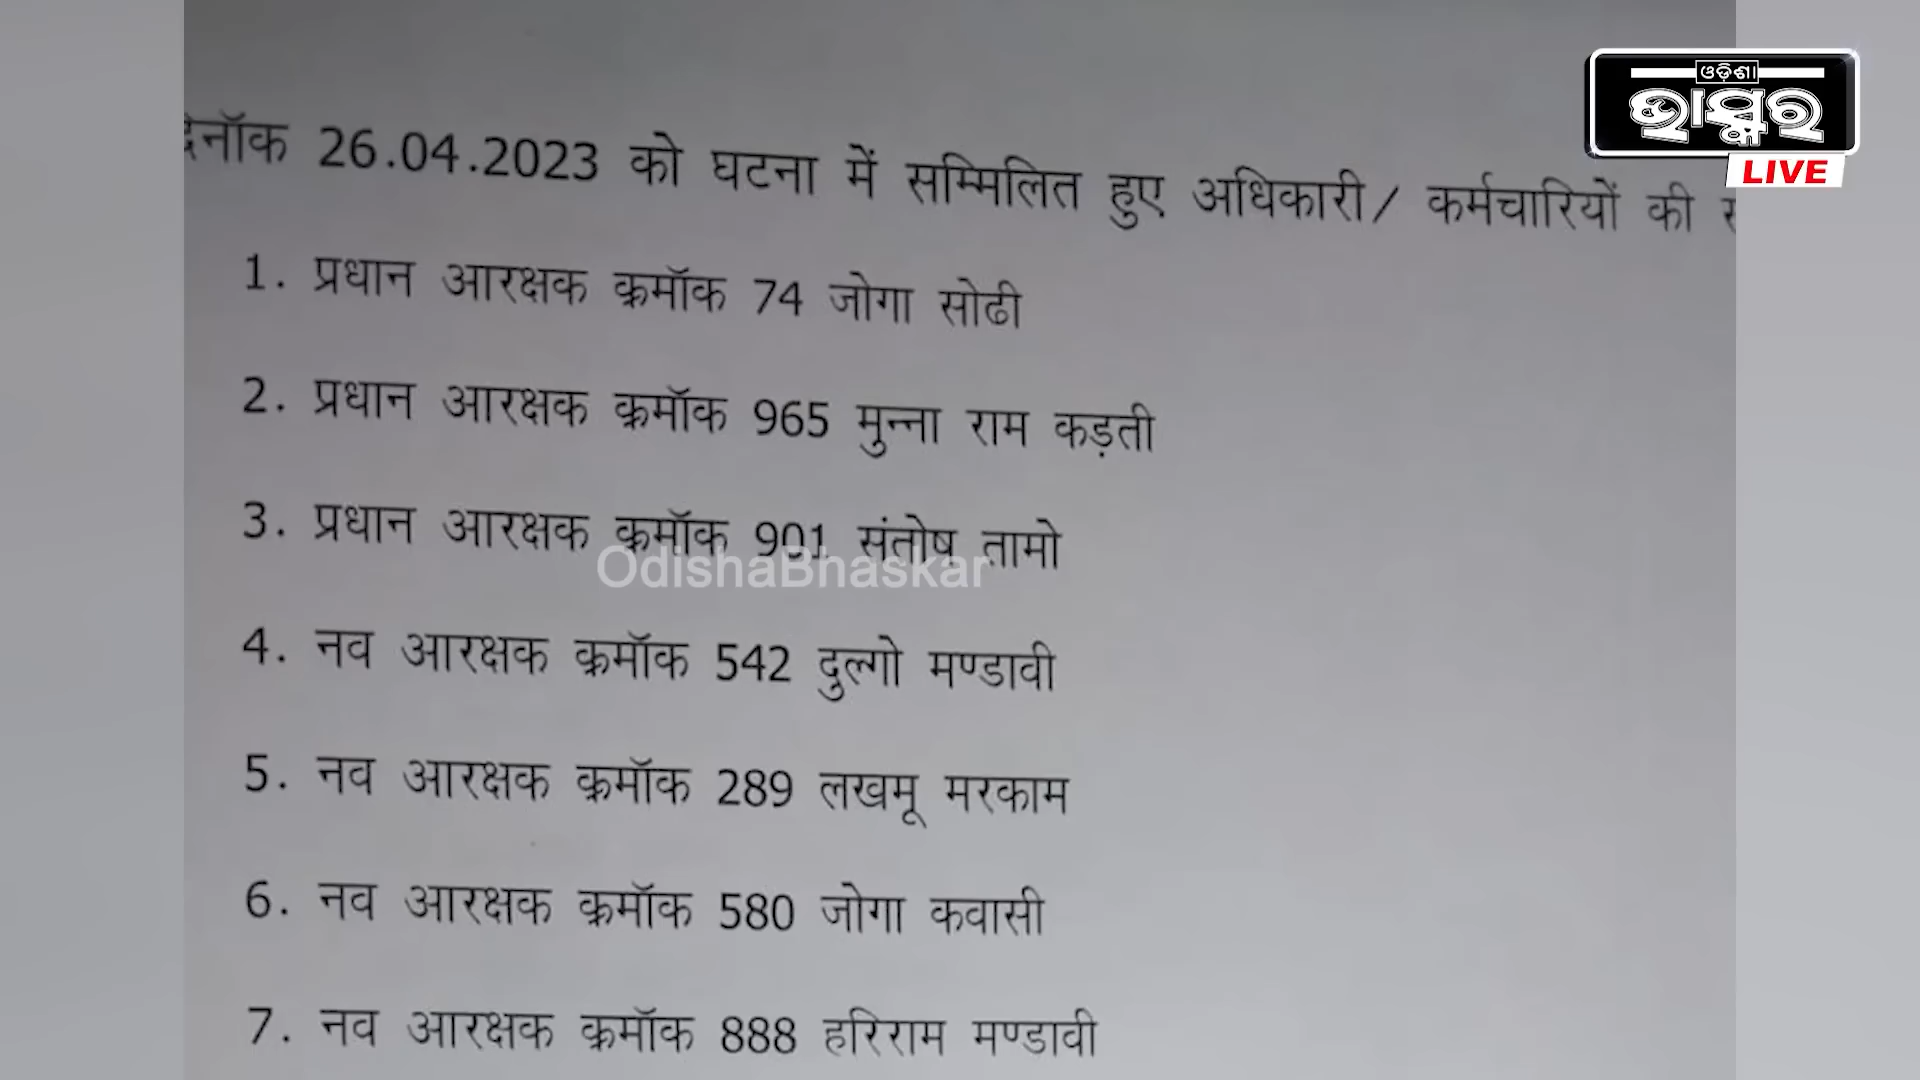 ଓଡ଼ିଶା
ଭାସ୍କର
LIVE
26.04.2023 को घटना में सम्मिलित हुए अधिकारी/ कर्मचारियों की
1. प्रधान आरक्षक क्रमॉक 74 जोगा सोढी
2. प्रधान आरक्षक क्रमॉक 965 मुन्ना राम कड़ती
3. प्रधान आरक्षक क्रमॉक 901 संतोष तामो
OdishaBhaskar
4. नव आरक्षक क्रमॉक 542 दुल्गो मण्डावी
5. नव आरक्षक क्रमॉक 289 लखमू मरकाम
6. नव आरक्षक क्रमॉक 580 जोगा कवासी
7. नव आरक्षक क्रमॉक 888 हरिराम मण्डावी